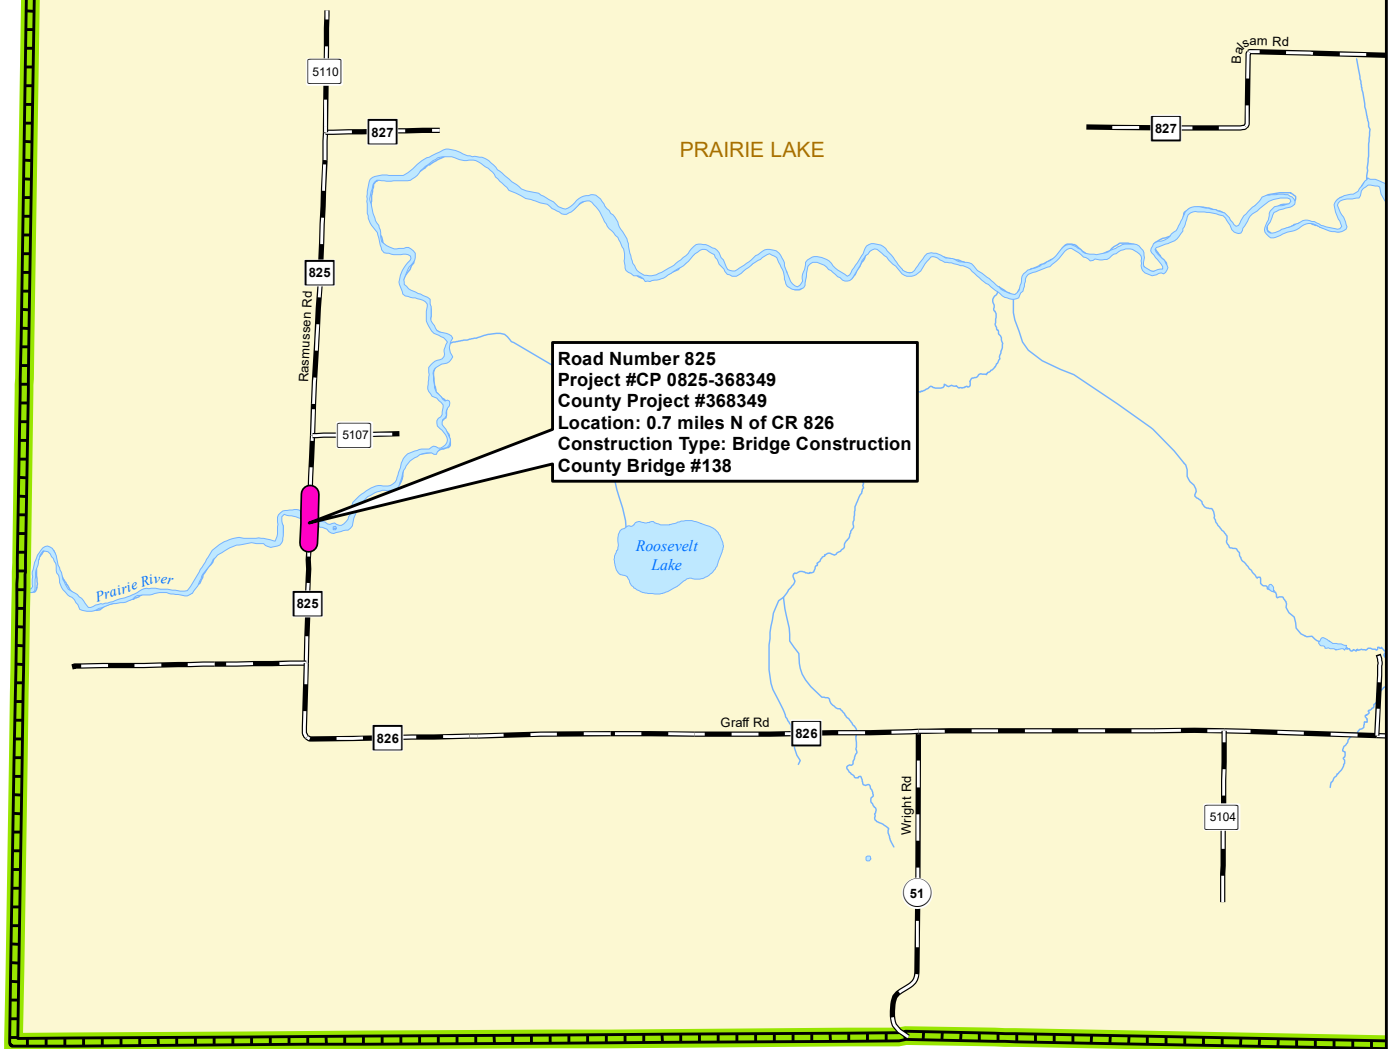 Balsam Rd
5110
827
827
PRAIRIE LAKE
825
Rasmussen Rd
Road Number 825
Project #CP 0825-368349
County Project #368349
Location: 0.7 miles N of CR 826
Construction Type: Bridge Construction
County Bridge #138
5107
Roosevelt
Lake
Prairie River
825
Graff Rd
826
826
Wright Rd
5104
51